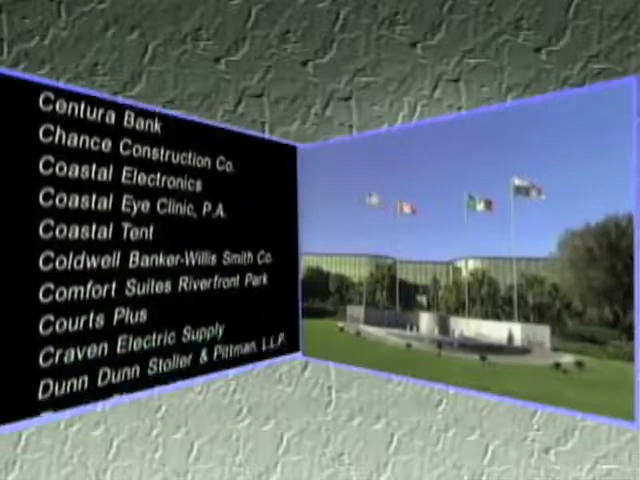 Centura Bank
Chance Construction Co.
Coastal Electronics
Coastal Eye Clinic, P.A.
Coastal Tent
Coldwell Banker-Willis Smith Co.
Comfort Suites Riverfront Park
Courts Plus
Craven Electric Supply
Dunn Dunn Stoller & Pittman, L.L.P.